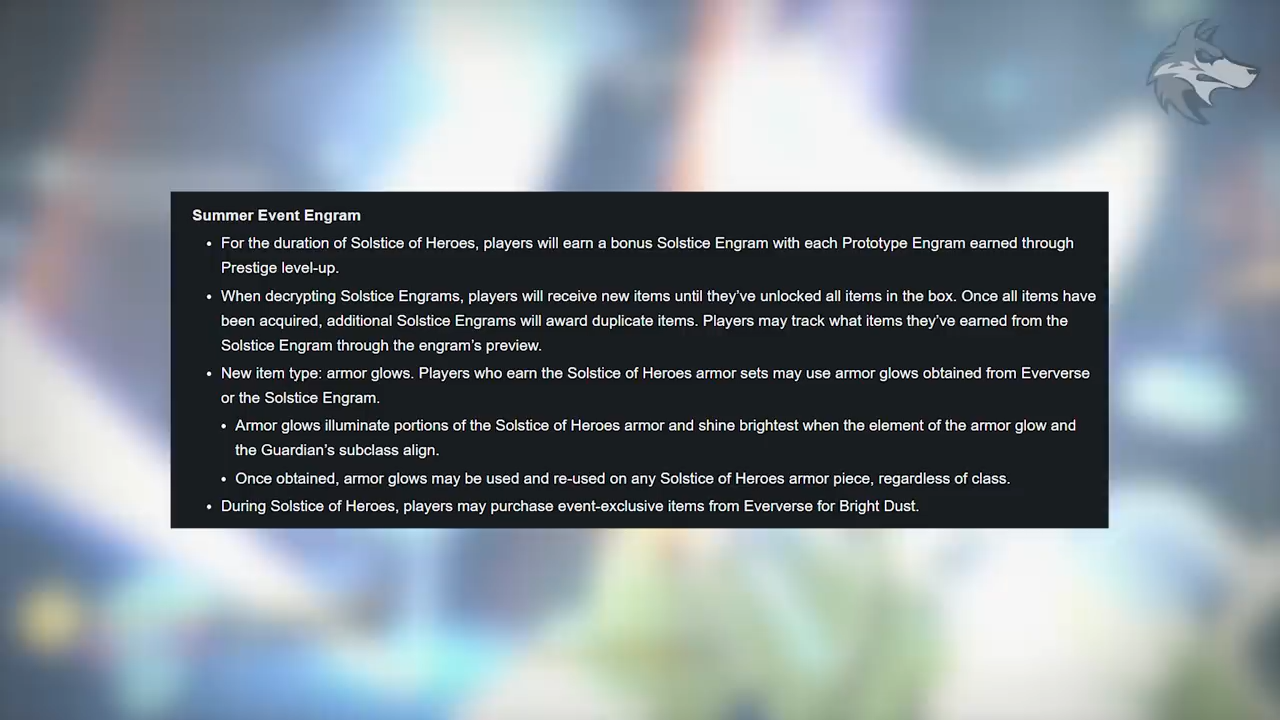 Summer Event Engram
• For the duration of Solstice of Heroes, players will earn a bonus Solstice Engram with each Prototype Engram earned through
Prestige level-up.
• When decrypting Solstice Engrams, players will receive new items until they’ve unlocked all items in the box. Once all items have
been acquired, additional Solstice Engrams will award duplicate items. Players may track what items they’ve earned from the
Solstice Engram through the engram’s preview.
• New item type: armor glows. Players who earn the Solstice of Heroes armor sets may use armor glows obtained from Eververse
or the Solstice Engram.
• Armor glows illuminate portions of the Solstice of Heroes armor and shine brightest when the element of the armor glow and
the Guardian’s subclass align.
• Once obtained, armor glows may be used and re-used on any Solstice of Heroes armor piece, regardless of class.
• During Solstice of Heroes, players may purchase event-exclusive items from Eververse for Bright Dust.